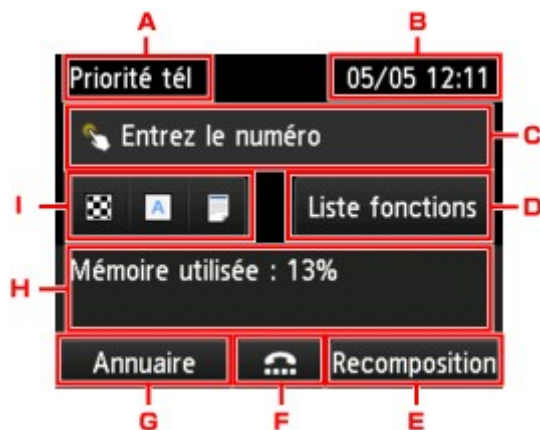 A
B
Priorité tél
05/05 12:11
Entrez le numéro
C
I
A
Liste fonctions
D
H
Mémoire utilisée : 13%
Annuaire
Recomposition
G
F
E